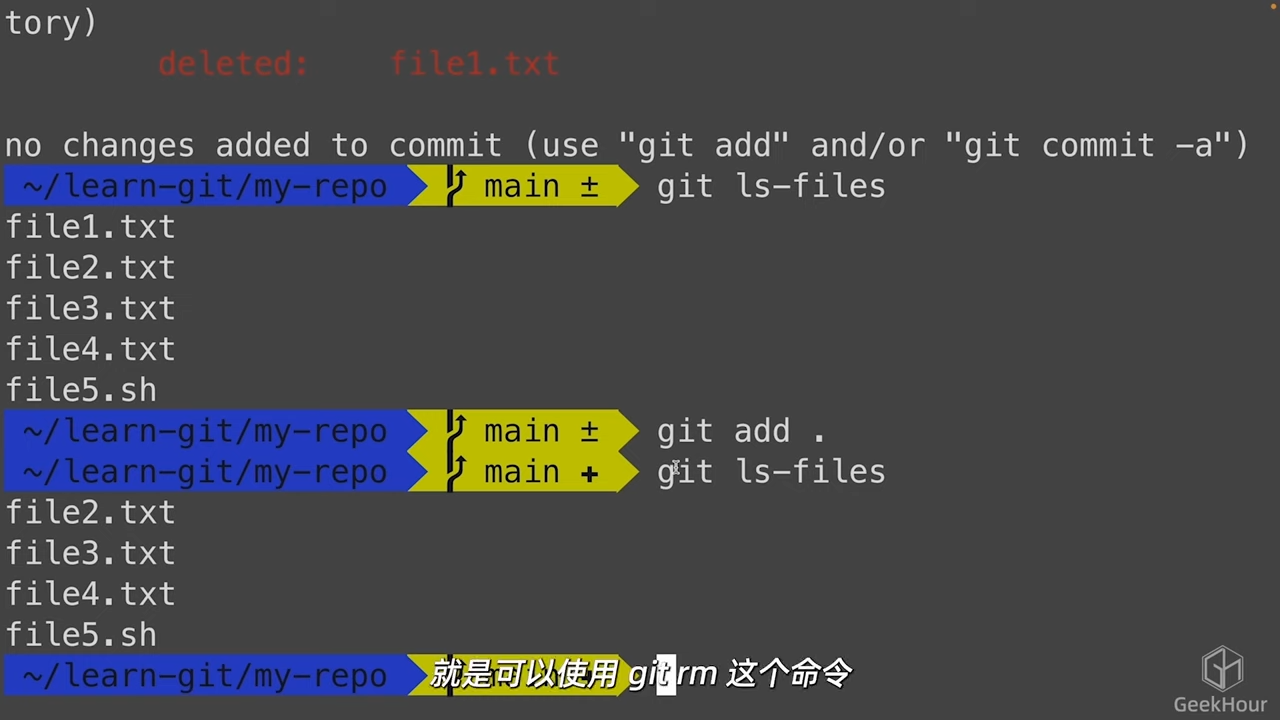 tory)
deleted: file1.txt
no changes added to commit (use "git add" and/or "git commit -a")
~/learn-git/my-repo main ± git ls-files
file1.txt
file2.txt
file3.txt
file4.txt
file5.sh
~/learn-git/my-repo main ± git add .
~/learn-git/my-repo main + git ls-files
file2.txt
file3.txt
file4.txt
file5.sh
~/learn-git/my-repo
就是可以使用 git rm 这个命令
GeekHour